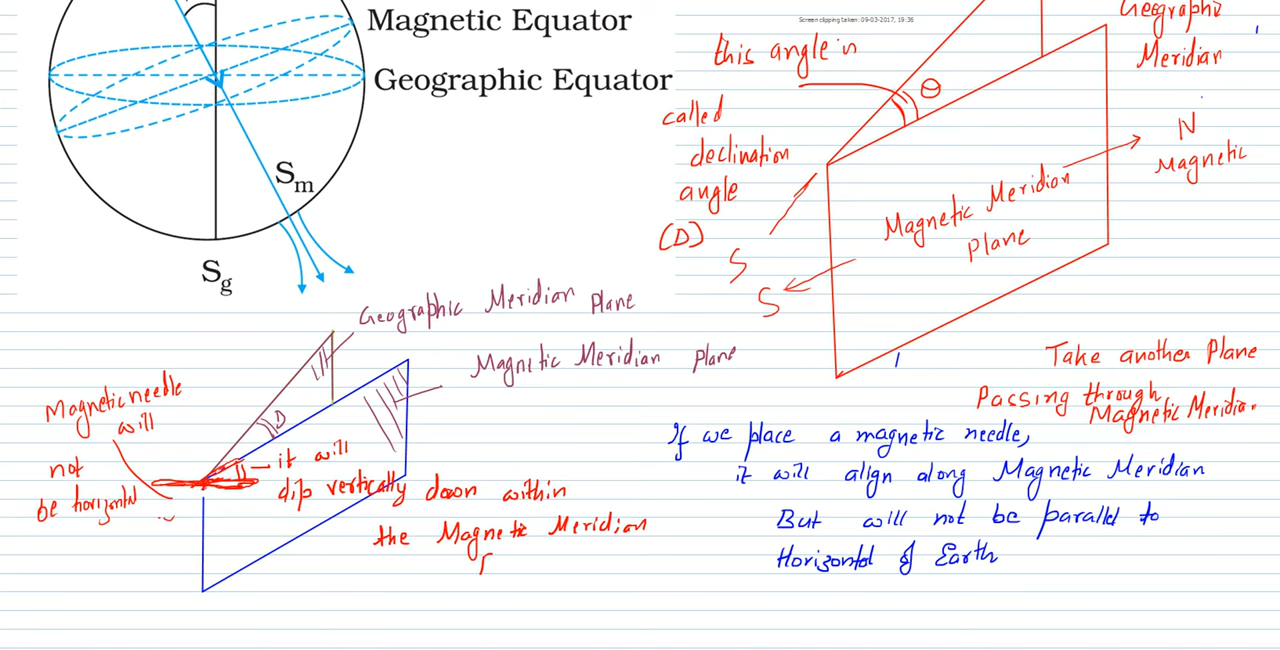 Magnetic Equator
Geographic Equator
Sm
Sg
Screen clipping taken: 09-03-2017, 19:36
Geographi
Meridian
this angle is
called
declination
angle
(D)
θ
N
Magnetic
Magnetic Meridian
Plane
S
S
Geographic Meridian Plane
Magnetic Meridian Plane
D
Magnetic needle
will
not
be horizontal
it will
dip vertically down within
the Magnetic Meridian
Take another Plane
Passing through
Magnetic Meridia
If we place a magnetic needle,
it will align along Magnetic Meridian
But will not be parallel to
Horizontal of Earth